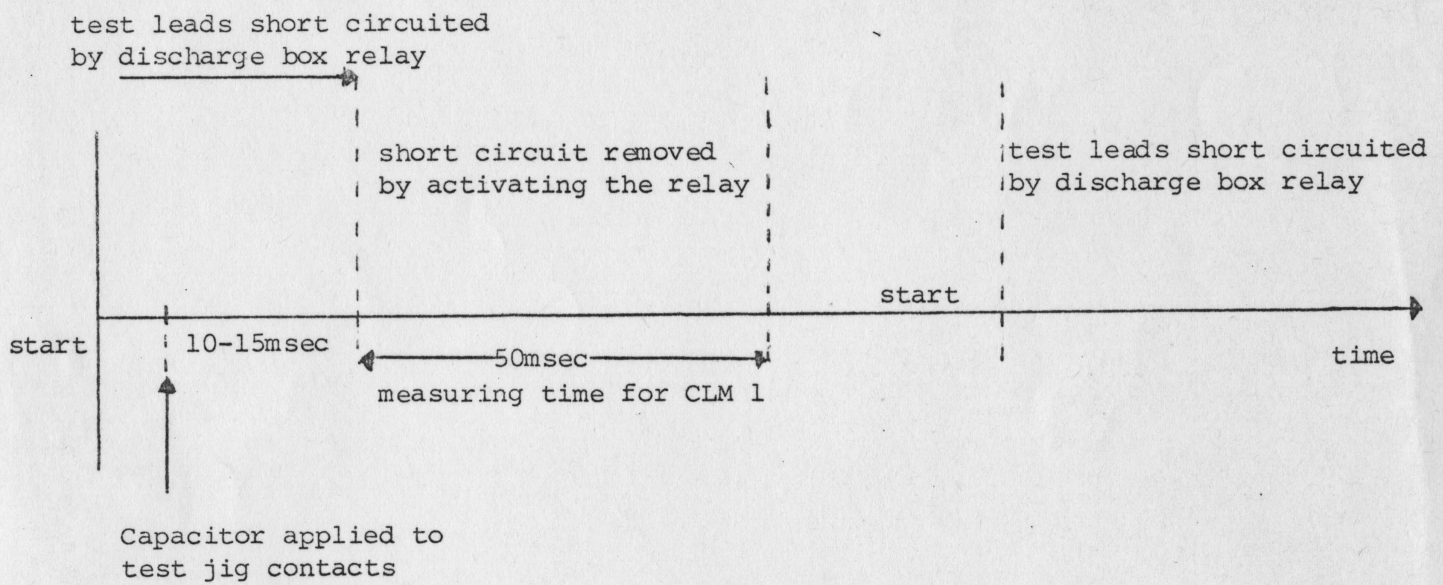 test leads short circuited
by discharge box relay
short circuit removed
by activating the relay
test leads short circuited
by discharge box relay
start
start
10-15msec
50msec
time
measuring time for CLM 1
Capacitor applied to
test jig contacts